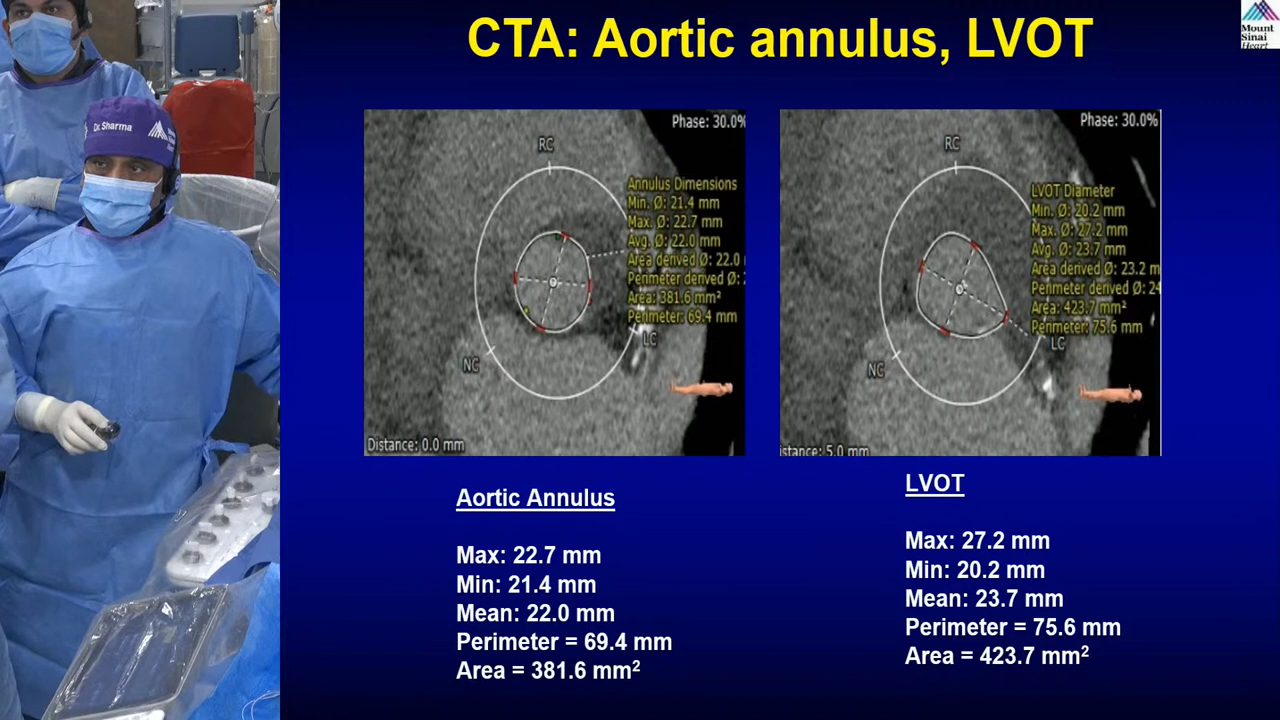 CTA: Aortic annulus, LVOT
Mount
Sinai
Heart
Dr. Sharma
Phase: 30.0%
RC
Annulus Dimensions
Min. Ø: 21.4 mm
Max. Ø: 22.7 mm
Avg. Ø: 22.0 mm
Area derived Ø: 22.0
Perimeter derived Ø:
Area: 381.6 mm²
Perimeter: 69.4 mm
LC
NC
Distance: 0.0 mm
Phase: 30.0%
RC
LVOT Diameter
Min. Ø: 20.2 mm
Max. Ø: 27.2 mm
Avg. Ø: 23.7 mm
Area derived Ø: 23.2 m
Perimeter derived Ø: 24
Area: 423.7 mm²
Perimeter: 75.6 mm
LC
NC
istance: 5.0 mm
Aortic Annulus
Max: 22.7 mm
Min: 21.4 mm
Mean: 22.0 mm
Perimeter = 69.4 mm
Area = 381.6 mm²
LVOT
Max: 27.2 mm
Min: 20.2 mm
Mean: 23.7 mm
Perimeter = 75.6 mm
Area = 423.7 mm²